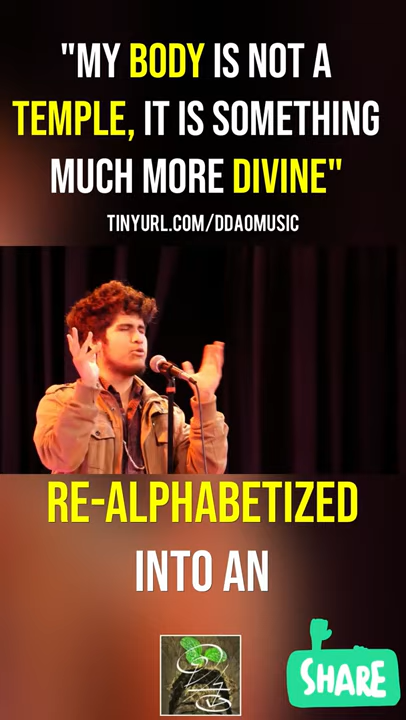 "MY BODY IS NOT A
TEMPLE, IT IS SOMETHING
MUCH MORE DIVINE"
TINYURL.COM/DDAOMUSIC
RE-ALPHABETIZED
INTO AN
SHARE